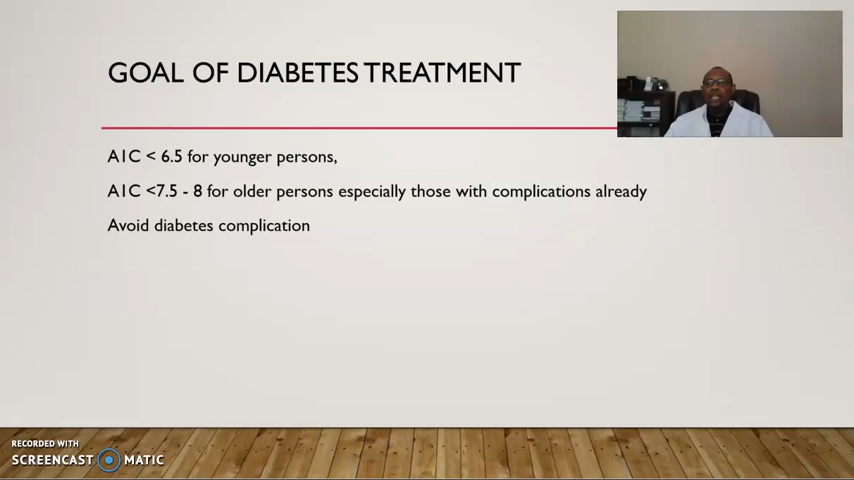 GOAL OF DIABETES TREATMENT
A1C < 6.5 for younger persons,
A1C <7.5 - 8 for older persons especially those with complications already
Avoid diabetes complication
RECORDED WITH
SCREENCAST MATIC